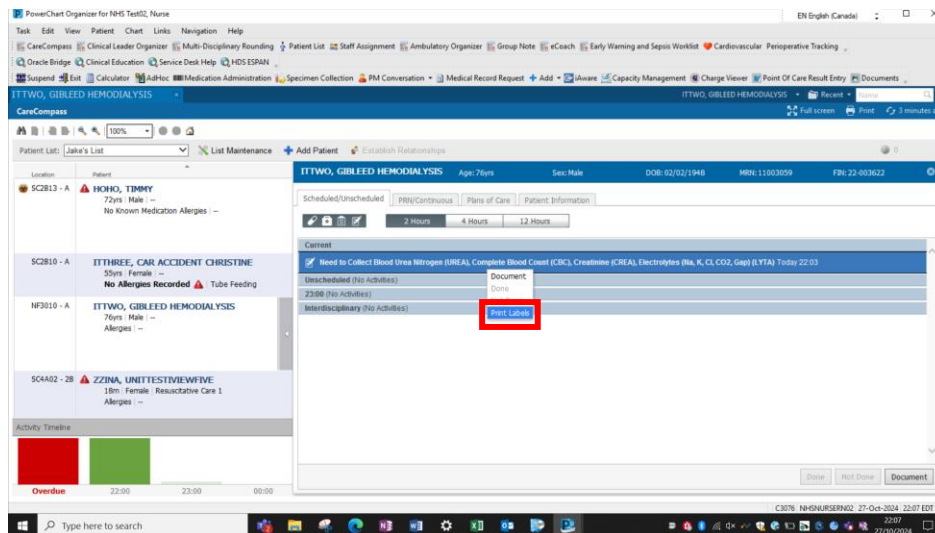 PowerChart Organizer for NHS Test02, Nurse
EN English (Canada)
Task Edit View Patient Chart Links Navigation Help
CareCompass Clinical Leader Organizer Multi-Disciplinary Rounding Patient List Staff Assignment Ambulatory Organizer Group Note eCoach Early Warning and Sepsis Worklist Cardiovascular Perioperative Tracking
Oracle Bridge Clinical Education Service Desk Help HDS ESPAN
Suspend Exit Calculator AdHoc Medication Administration Specimen Collection PM Conversation Medical Record Request Add iAware Capacity Management Charge Viewer Point Of Care Result Entry Documents
ITTWO, GIBLEED HEMODIALYSIS
ITTWO, GIBLEED HEMODIALYSIS Recent Name
CareCompass
Full screen Print 3 minutes a
100%
Patient List: Jake's List List Maintenance Add Patient Establish Relationships 0
Location Patient
SC2B13 - A HOHO, TIMMY
72yrs Male --
No Known Medication Allergies --
SC2B10 - A ITTHREE, CAR ACCIDENT CHRISTINE
55yrs Female --
No Allergies Recorded Tube Feeding
NF3010 - A ITTWO, GIBLEED HEMODIALYSIS
76yrs Male --
Allergies --
SC4A02 - 2B ZZINA, UNITTESTIVIEWFIVE
18m Female Resuscitative Care 1
Allergies --
Activity Timeline
Overdue 22:00 23:00 00:00
ITTWO, GIBLEED HEMODIALYSIS Age: 76yrs Sex: Male DOB: 02/02/1948 MRN: 11003059 FIN: 22-003622
Scheduled/Unscheduled PRN/Continuous Plans of Care Patient Information
2 Hours 4 Hours 12 Hours
Current
Need to Collect Blood Urea Nitrogen (UREA), Complete Blood Count (CBC), Creatinine (CREA), Electrolytes (Na, K, Cl, CO2, Gap) (LYTA) Today 22:03
Unscheduled (No Activities)
23:00 (No Activities)
Interdisciplinary (No Activities)
Document
Done
Print Labels
Done Not Done Document
C3076 NHSNURSERN02 27-Oct-2024 22:07 EDT
Type here to search
22:07
27/10/2024